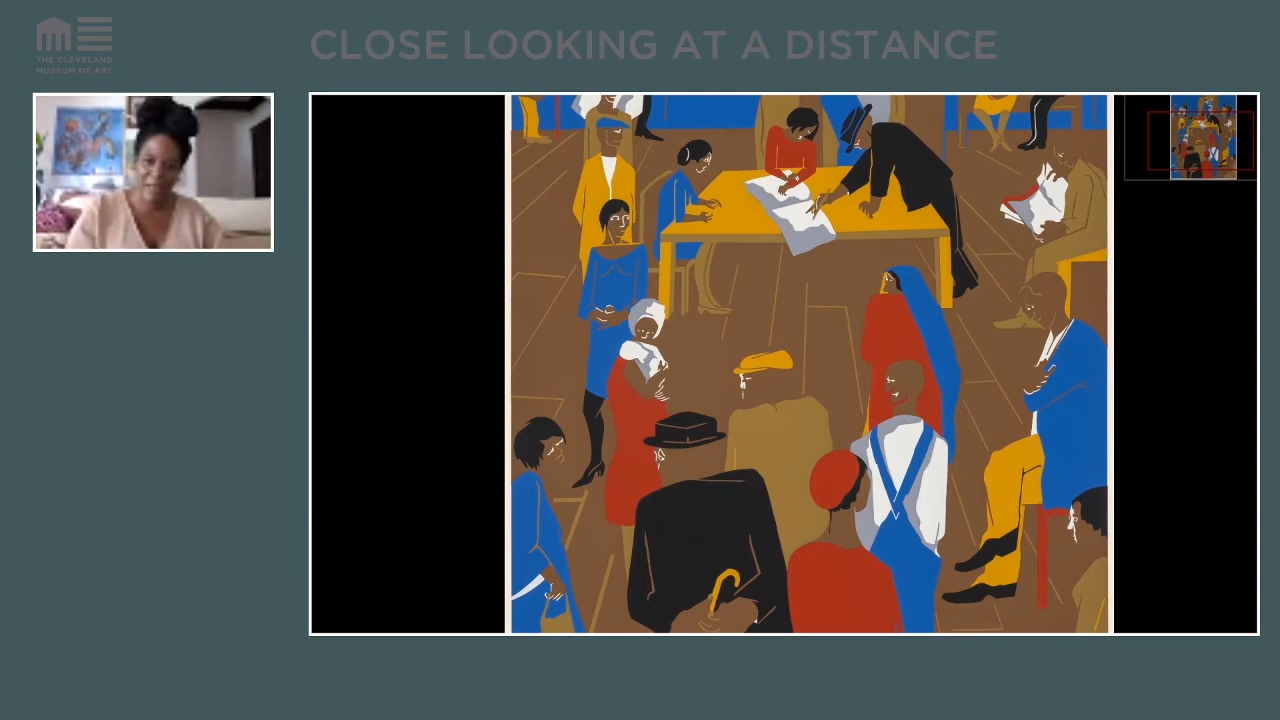 CLOSE LOOKING AT A DISTANCE
THE CLEVELAND
MUSEUM OF ART